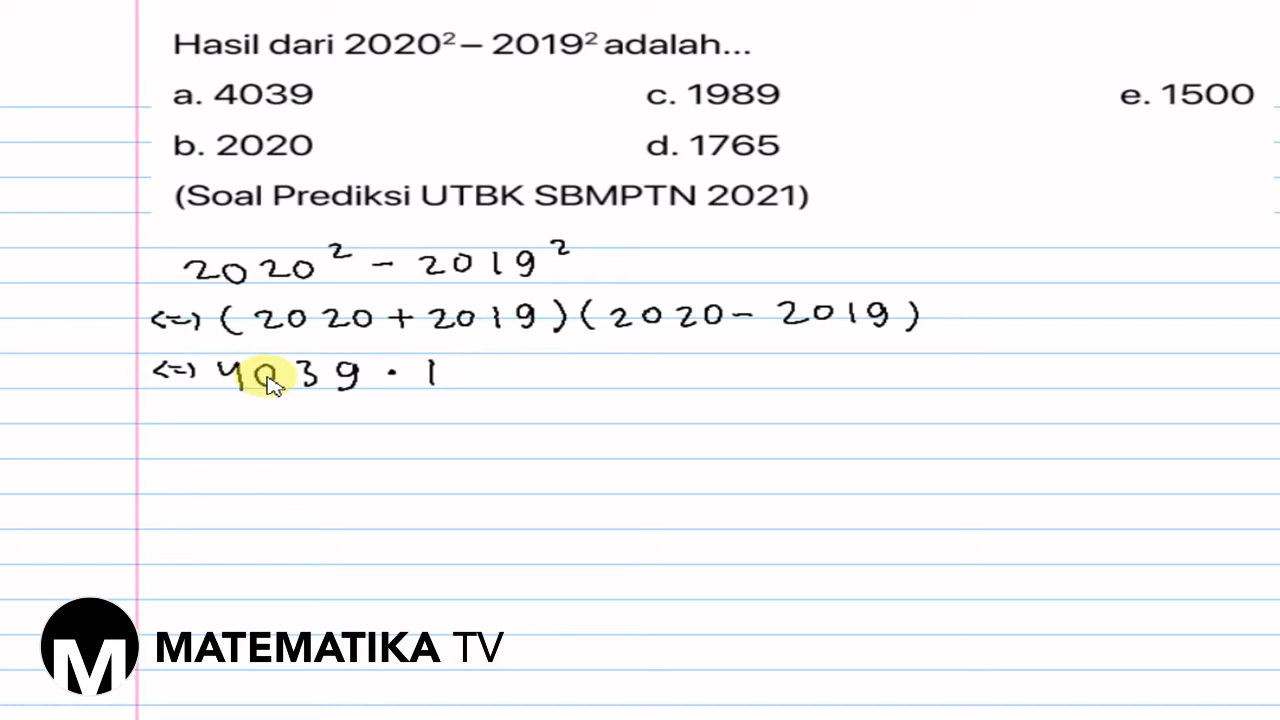 Hasil dari 2020² – 2019² adalah...
a. 4039 c. 1989 e. 1500
b. 2020 d. 1765
(Soal Prediksi UTBK SBMPTN 2021)
2020² - 2019²
<=> (2020 + 2019) (2020 - 2019)
<=> 4039 · 1
M MATEMATIKA TV